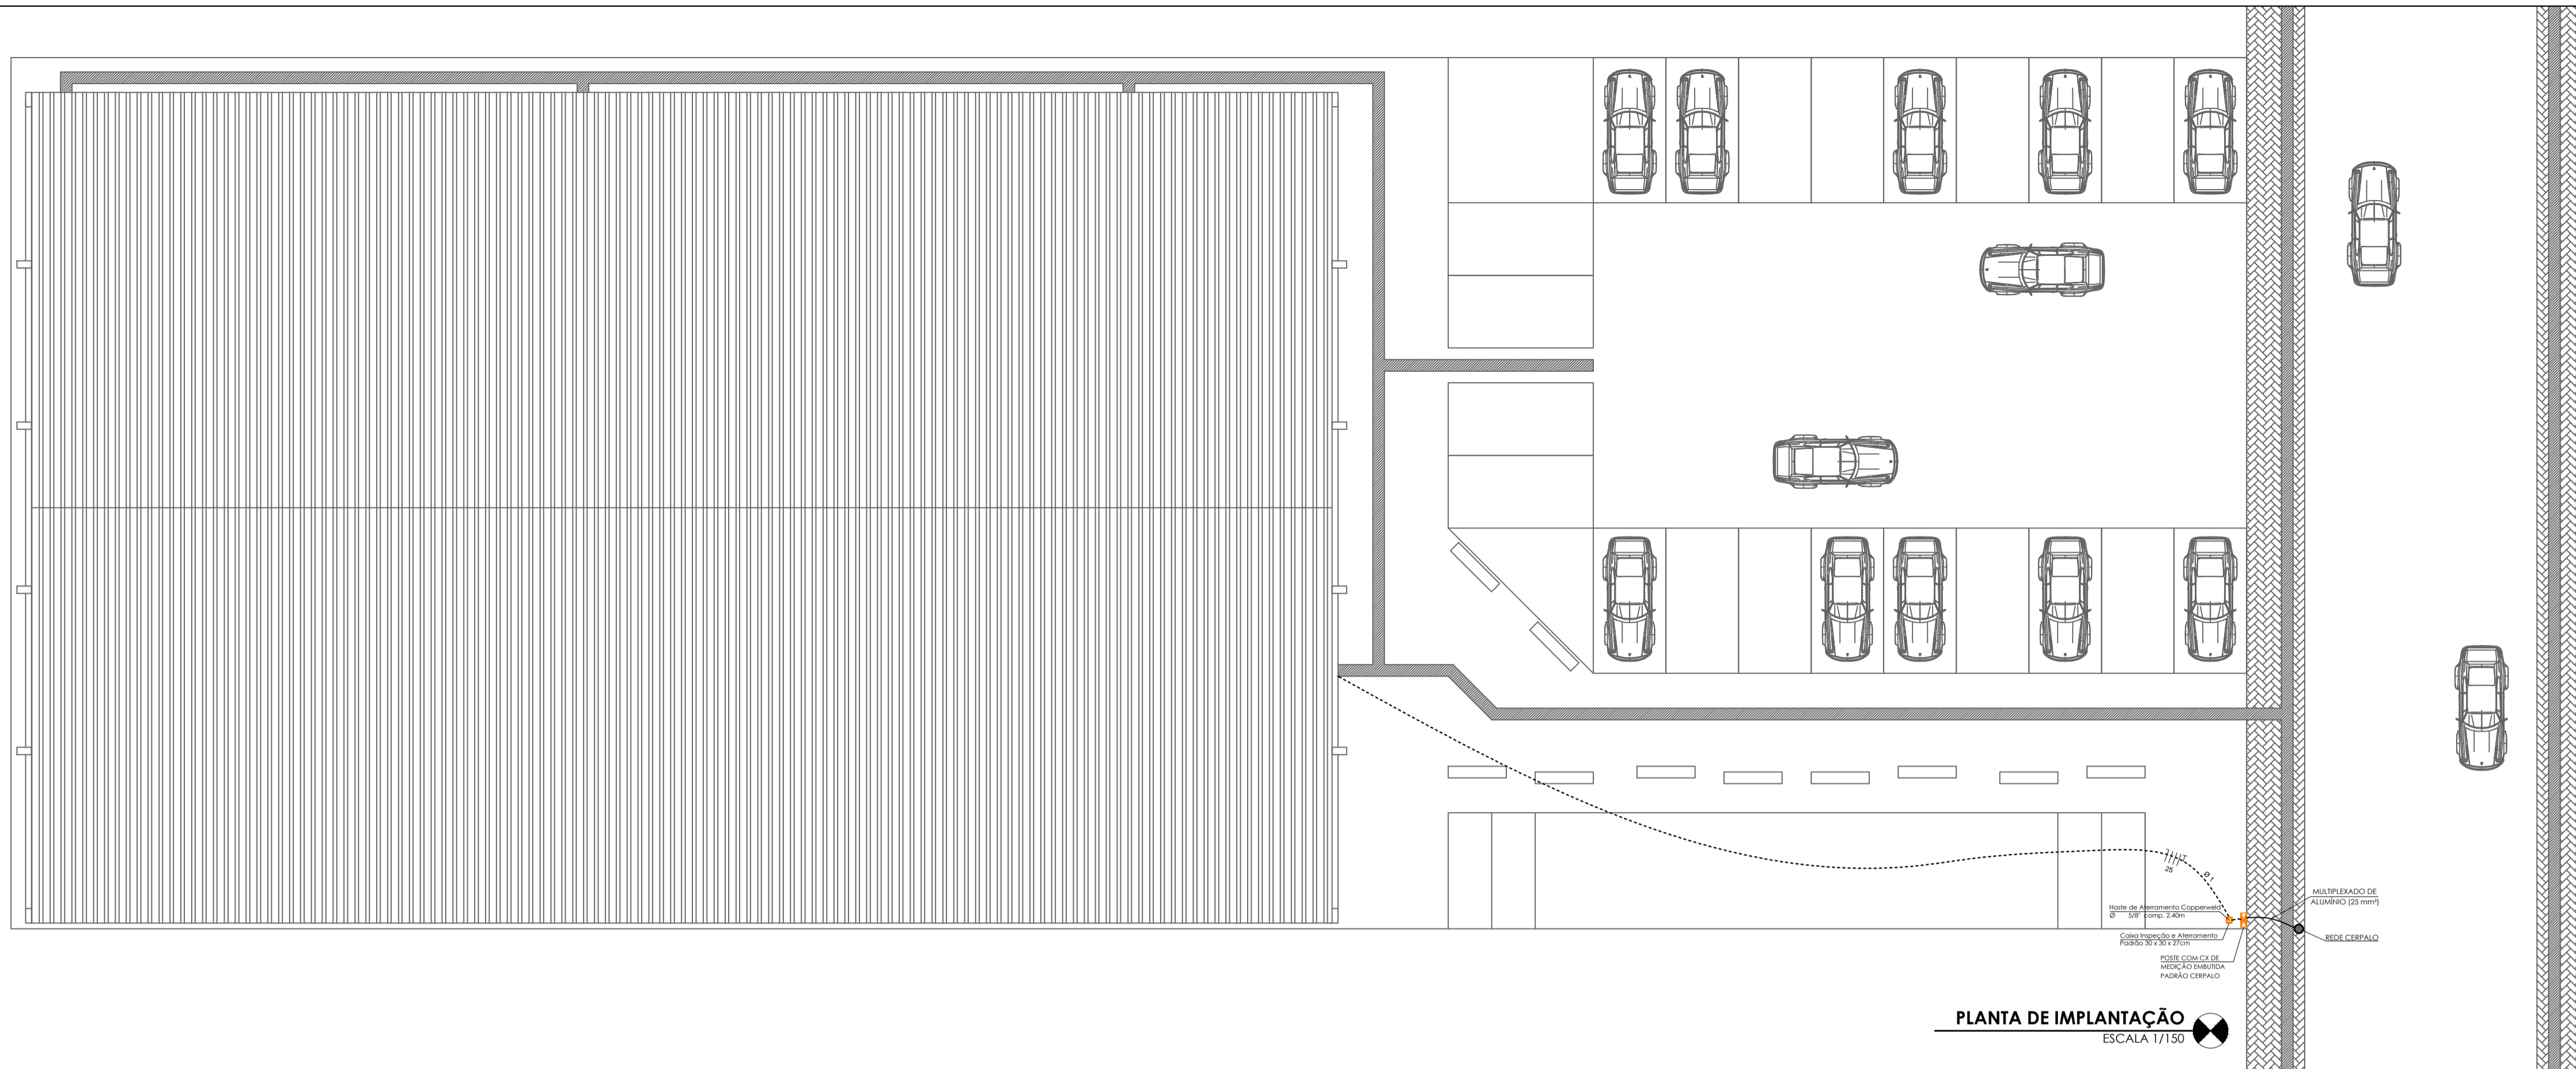 25
Ø 1
MULTIPLEXADO DE
ALUMÍNIO (25 mm²)
Haste de Aterramento Copperweld
Ø 5/8" comp. 2.40m
Caixa Inspeção e Aterramento
Padrão 30 x 30 x 27cm
REDE CERPALO
POSTE COM CX DE
MEDIÇÃO EMBUTIDA
PADRÃO CERPALO
PLANTA DE IMPLANTAÇÃO
ESCALA 1/150